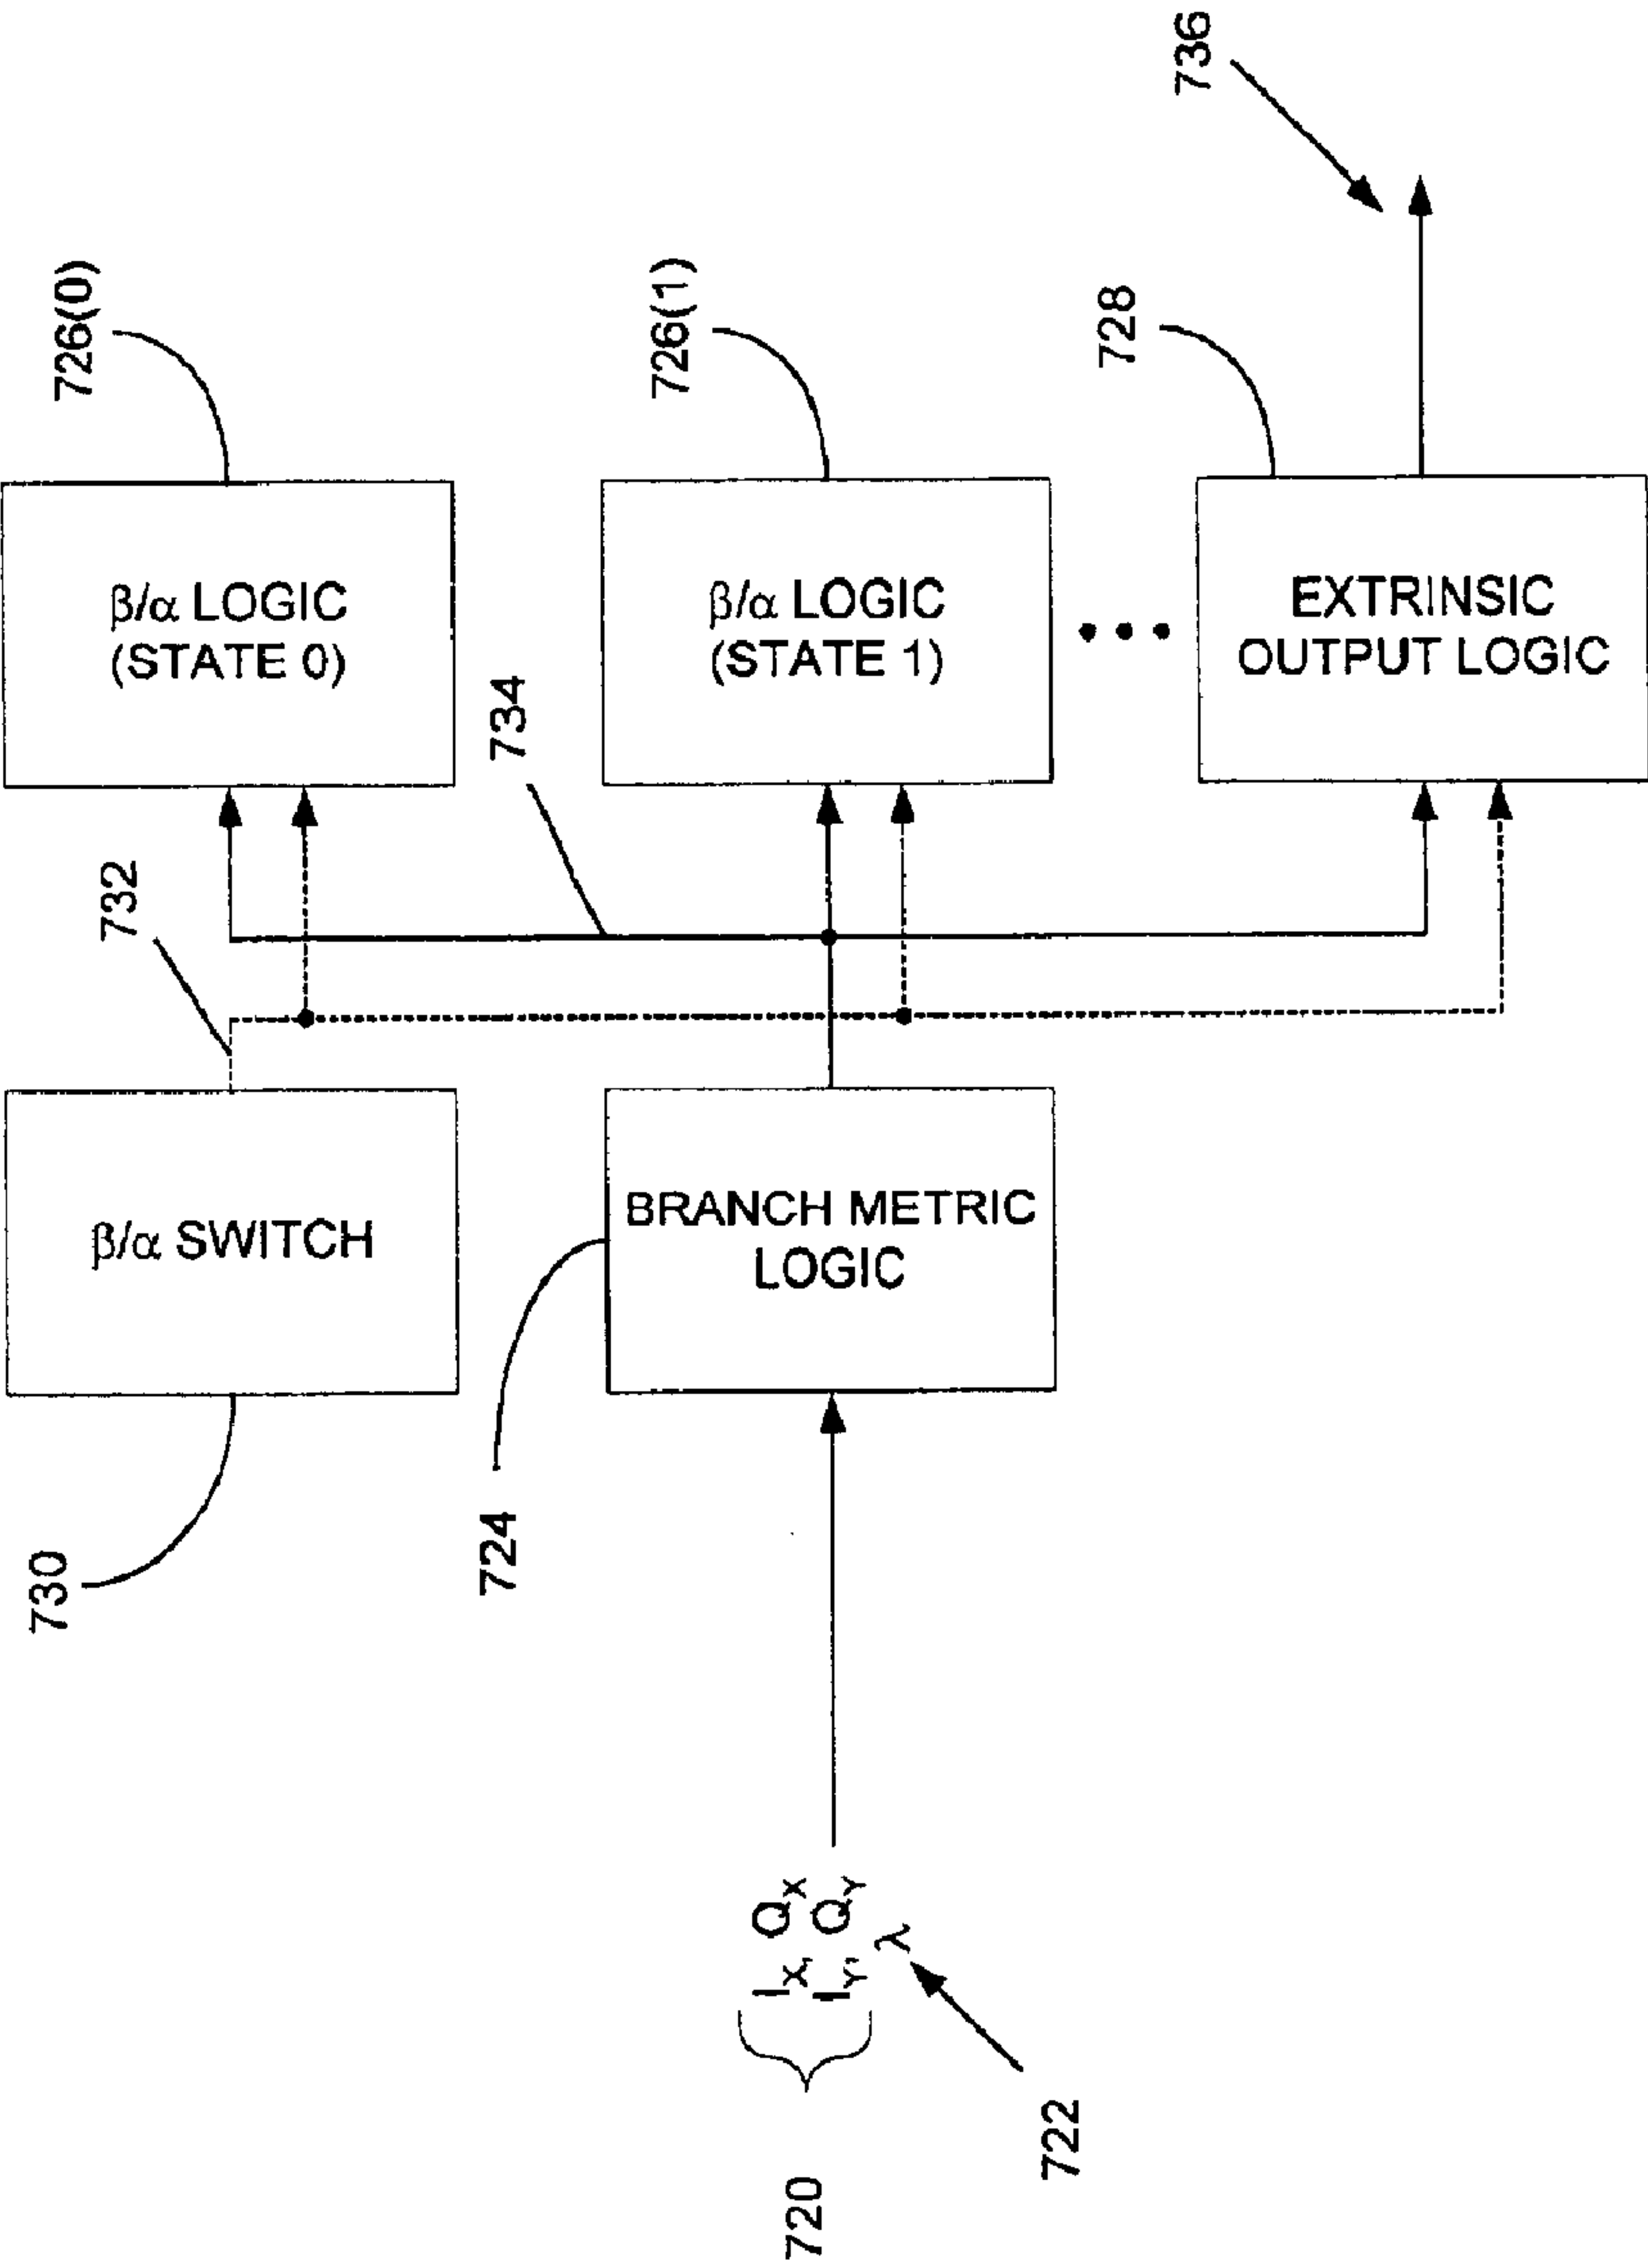 726(0)
736
β/α LOGIC
(STATE 0)
726(1)
728
β/α LOGIC
(STATE 1)
• • •
EXTRINSIC
OUTPUT LOGIC
732
734
β/α SWITCH
BRANCH METRIC
LOGIC
730
724
I_X, Q_X
I_Y, Q_Y
λ
720
722